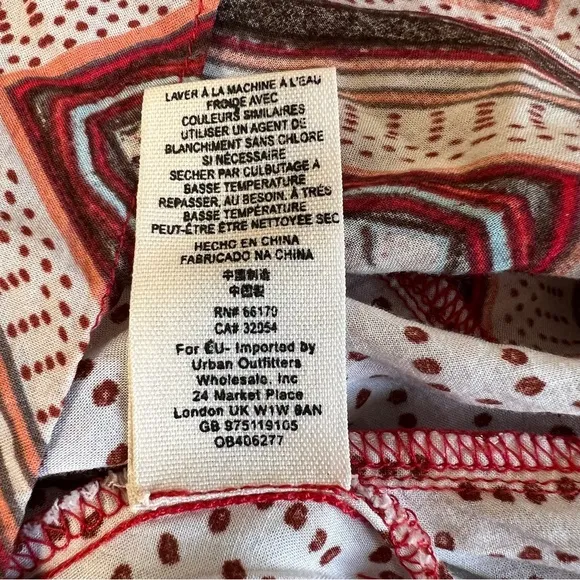 LAVER À LA MACHINE À L'EAU
FROIDE AVEC
COULEURS SIMILAIRES
UTILISER UN AGENT DE
BLANCHIMENT SANS CHLORE
SI NÉCESSAIRE
SECHER PAR CULBUTAGE A
BASSE TEMPERATURE
REPASSER, AU BESOIN, À TRÈS
BASSE TEMPÉRATURE
PEUT-ÊTRE ÊTRE NETTOYEE SEC
HECHO EN CHINA
FABRICADO NA CHINA
中国制造
中国製
RN# 66170
CA# 32054
For EU- Imported by
Urban Outfitters
Wholesale, Inc
24 Market Place
London UK W1W 8AN
GB 975119105
OB406277